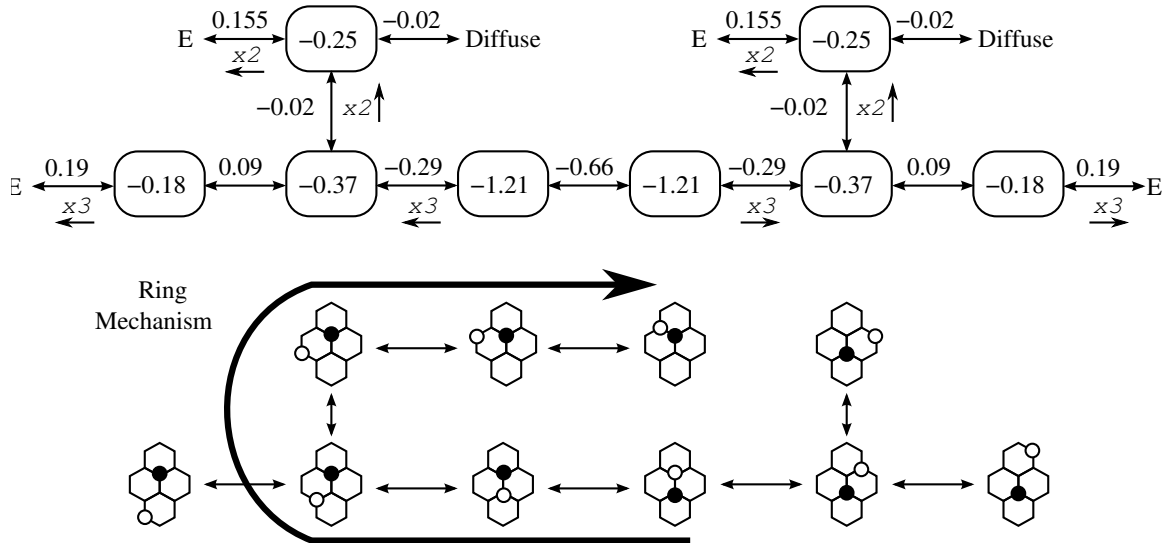 0.155 −0.02 0.155 −0.02
E −0.25 Diffuse E −0.25 Diffuse
x2 x2
−0.02 x2 −0.02 x2
0.19 0.09 −0.29 −0.66 −0.29 0.09 0.19
E −0.18 −0.37 −1.21 −1.21 −0.37 −0.18 E
x3 x3 x3 x3
Ring
Mechanism